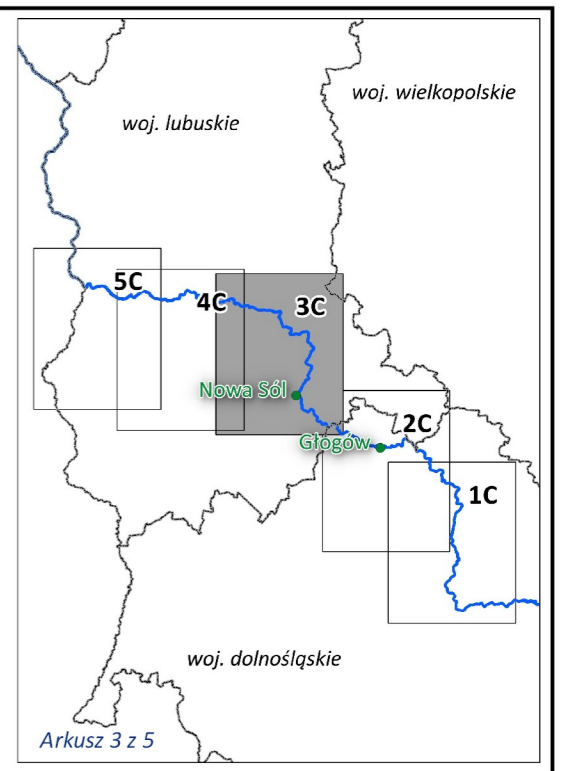 woj. wielkopolskie
woj. lubuskie
5C
4C
3C
Nowa Sól
2C
Głogów
1C
woj. dolnośląskie
Arkusz 3 z 5